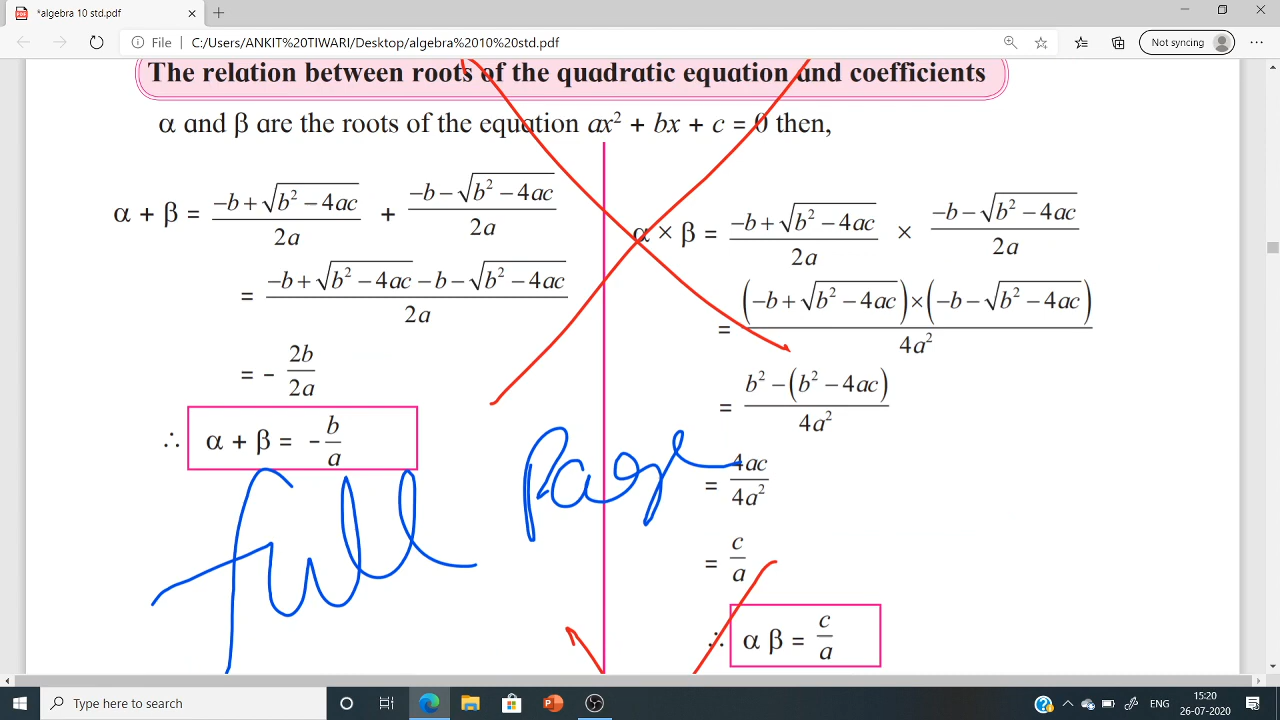 *algebra 10 std.pdf
File | C:/Users/ANKIT%20TIWARI/Desktop/algebra%2010%20std.pdf
Not syncing
The relation between roots of the quadratic equation and coefficients
α and β are the roots of the equation ax² + bx + c = 0 then,
α + β = (-b + √(b² - 4ac))/2a + (-b - √(b² - 4ac))/2a
= (-b + √(b² - 4ac) - b - √(b² - 4ac))/2a
= - 2b/2a
∴ α + β = - b/a
α × β = (-b + √(b² - 4ac))/2a × (-b - √(b² - 4ac))/2a
= ((-b + √(b² - 4ac)) × (-b - √(b² - 4ac)))/4a²
= (b² - (b² - 4ac))/4a²
= 4ac/4a²
= c/a
∴ α β = c/a
full Page
Type here to search
ENG
15:20
26-07-2020